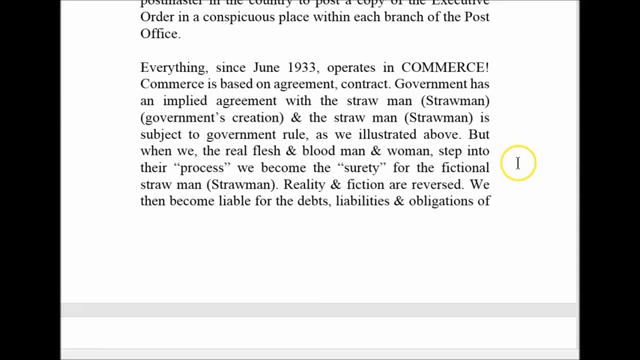 postmaster in the country to post a copy of the Executive
Order in a conspicuous place within each branch of the Post
Office.
Everything, since June 1933, operates in COMMERCE!
Commerce is based on agreement, contract. Government has
an implied agreement with the straw man (Strawman)
(government's creation) & the straw man (Strawman) is
subject to government rule, as we illustrated above. But
when we, the real flesh & blood man & woman, step into
their “process” we become the “surety” for the fictional
straw man (Strawman). Reality & fiction are reversed. We
then become liable for the debts, liabilities & obligations of